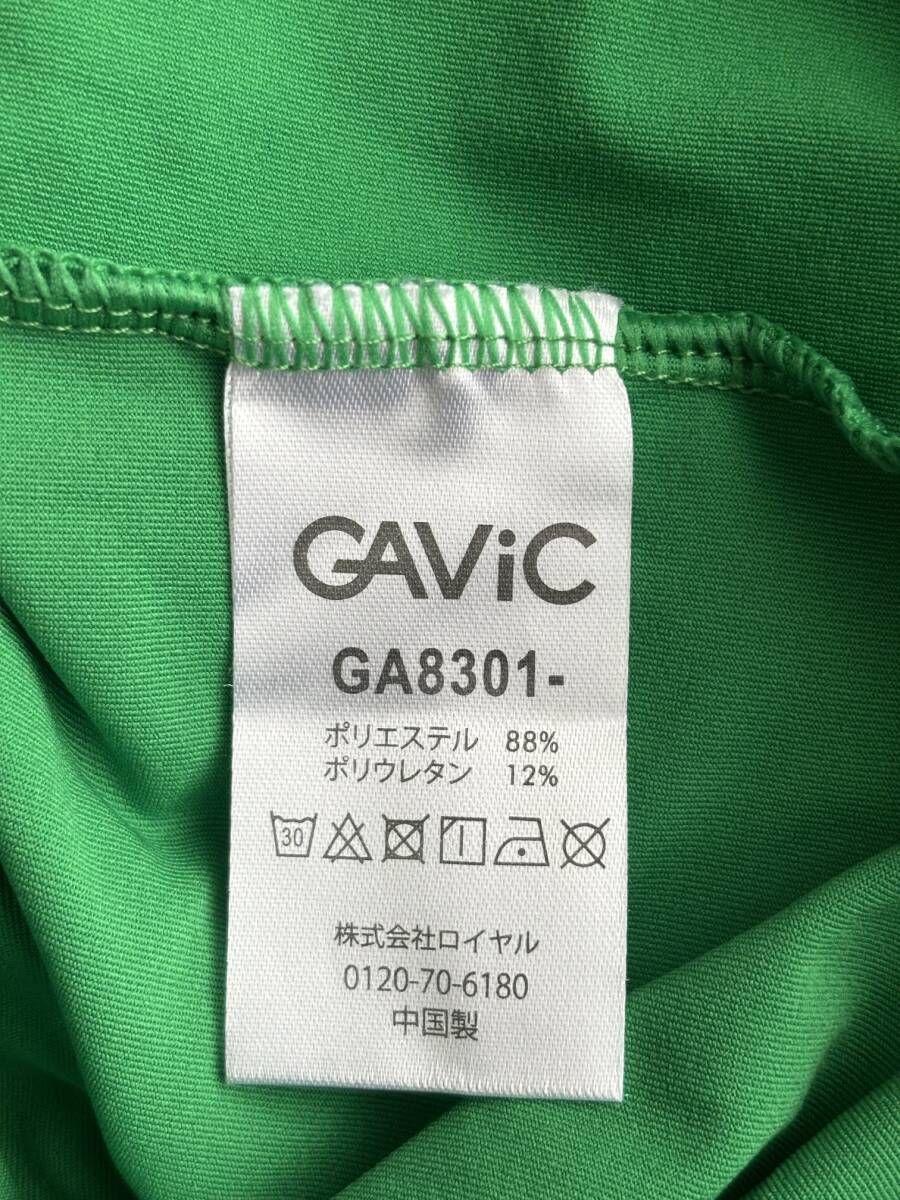 GAViC
GA8301-
ポリエステル 88%
ポリウレタン 12%
30
株式会社ロイヤル
0120-70-6180
中国製